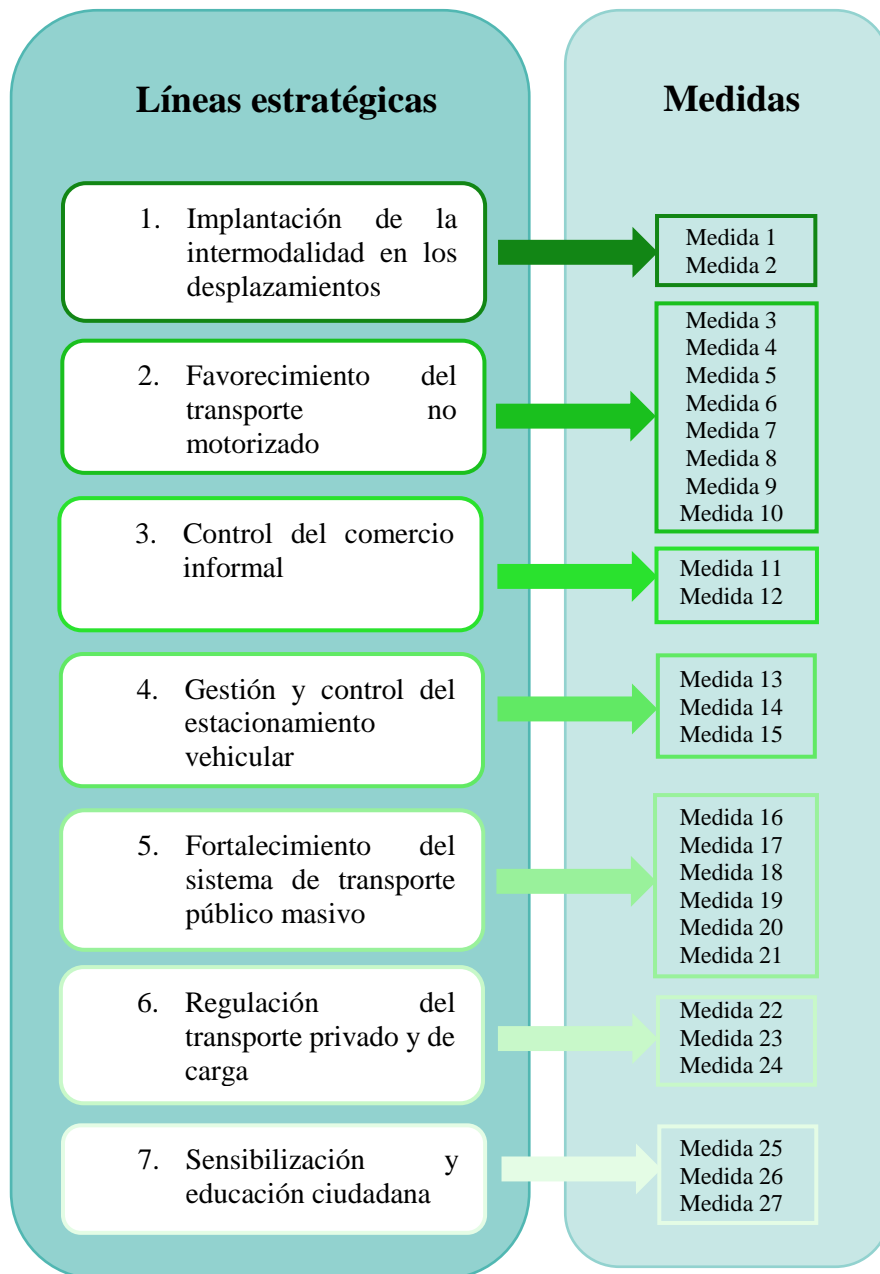 Líneas estratégicas
Medidas
1. Implantación de la
intermodalidad en los
desplazamientos
Medida 1
Medida 2
2. Favorecimiento del
transporte no
motorizado
Medida 3
Medida 4
Medida 5
Medida 6
Medida 7
Medida 8
Medida 9
Medida 10
3. Control del comercio
informal
Medida 11
Medida 12
4. Gestión y control del
estacionamiento
vehicular
Medida 13
Medida 14
Medida 15
5. Fortalecimiento del
sistema de transporte
público masivo
Medida 16
Medida 17
Medida 18
Medida 19
Medida 20
Medida 21
6. Regulación del
transporte privado y de
carga
Medida 22
Medida 23
Medida 24
7. Sensibilización y
educación ciudadana
Medida 25
Medida 26
Medida 27